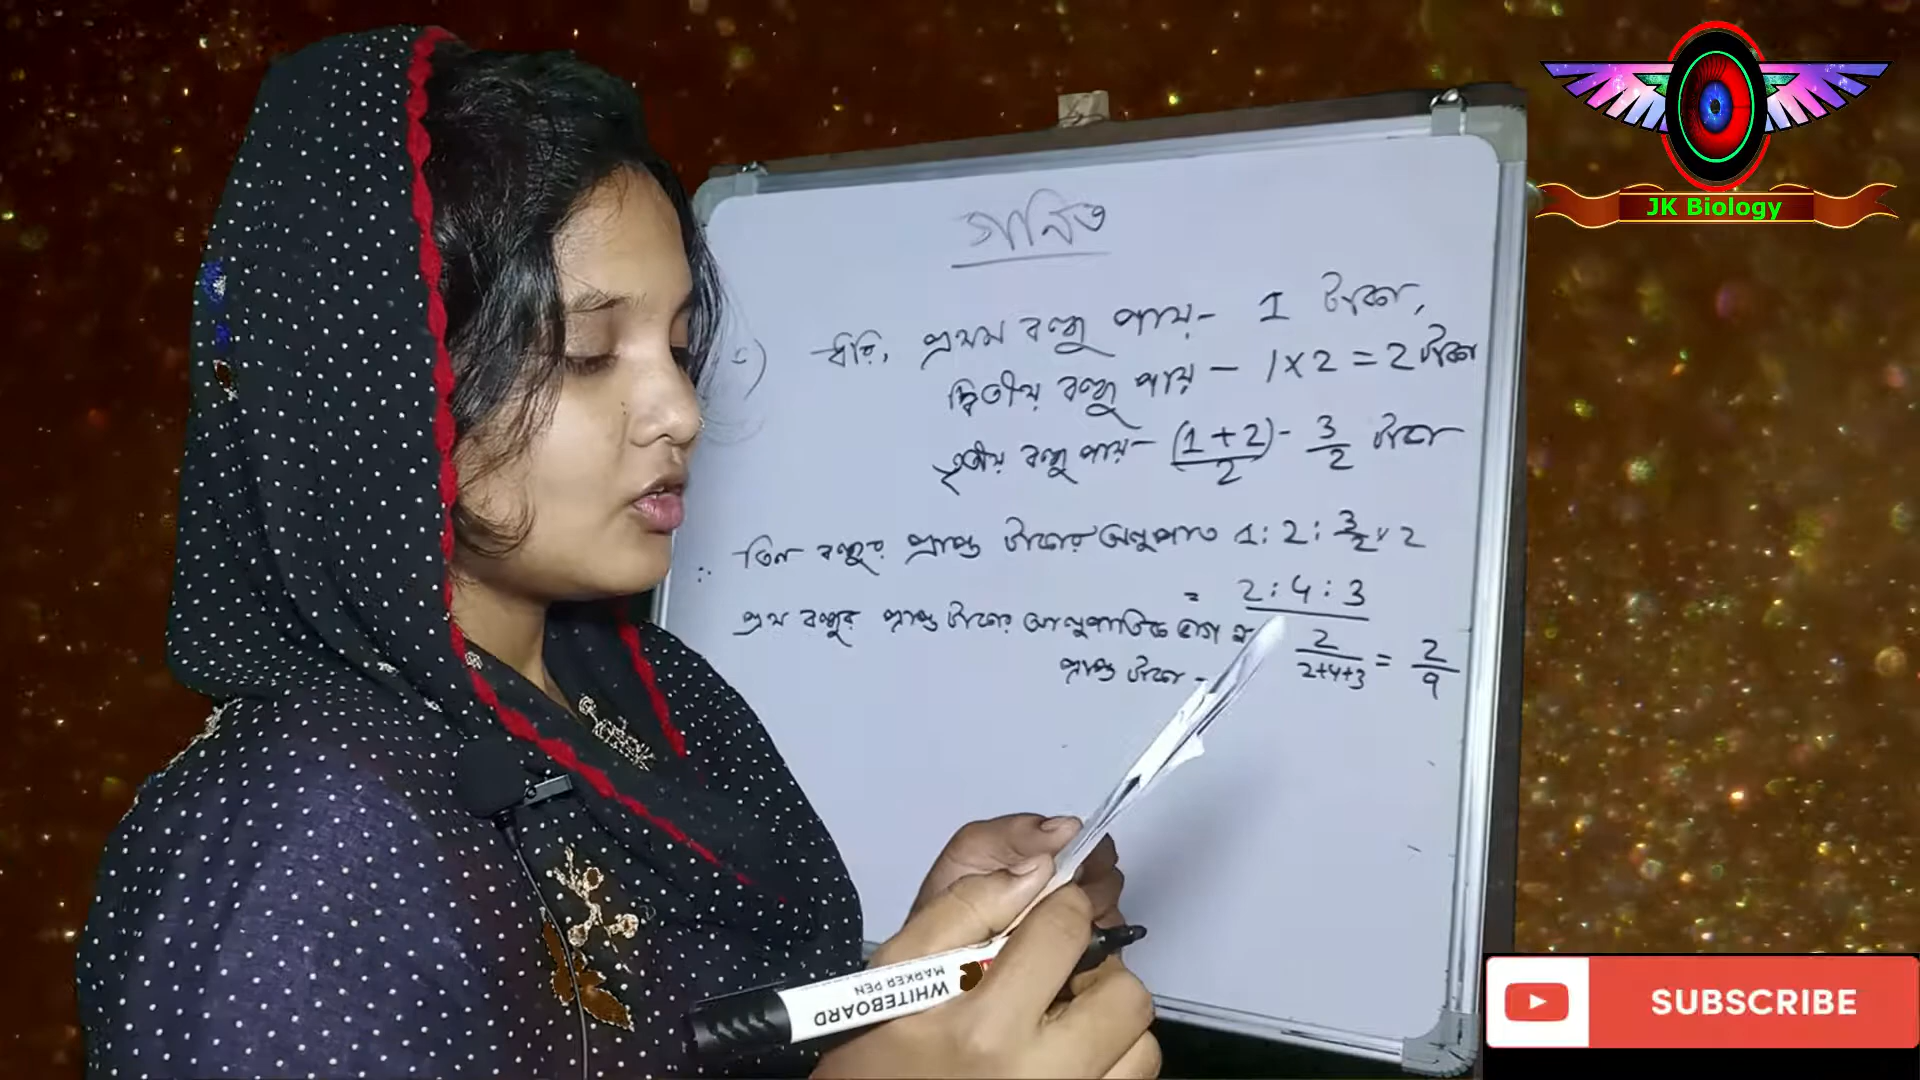 গনিত
ধরি, প্রথম বন্ধু পায়- 1 টাকা,
দ্বিতীয় বন্ধু পায় - 1×2 = 2 টাকা
তৃতীয় বন্ধু পায়- (1+2)/2 - 3/2 টাকা
∴ তিন বন্ধুর প্রাপ্ত টাকার অনুপাত 1:2:3/2×2
= 2:4:3
প্রথম বন্ধুর প্রাপ্ত টাকার আনুপাতিক ভাগ 2/2+4+3 = 2/9
প্রাপ্ত টাকা -
JK Biology
WHITEBOARD
MARKER PEN
SUBSCRIBE